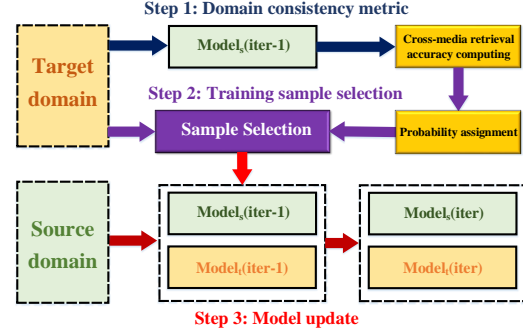 Step 1: Domain consistency metric
Target
domain
Modelₛ(iter-1)
Cross-media retrieval
accuracy computing
Step 2: Training sample selection
Sample Selection
Probability assignment
Source
domain
Modelₛ(iter-1)
Modelₜ(iter-1)
Modelₛ(iter)
Modelₜ(iter)
Step 3: Model update